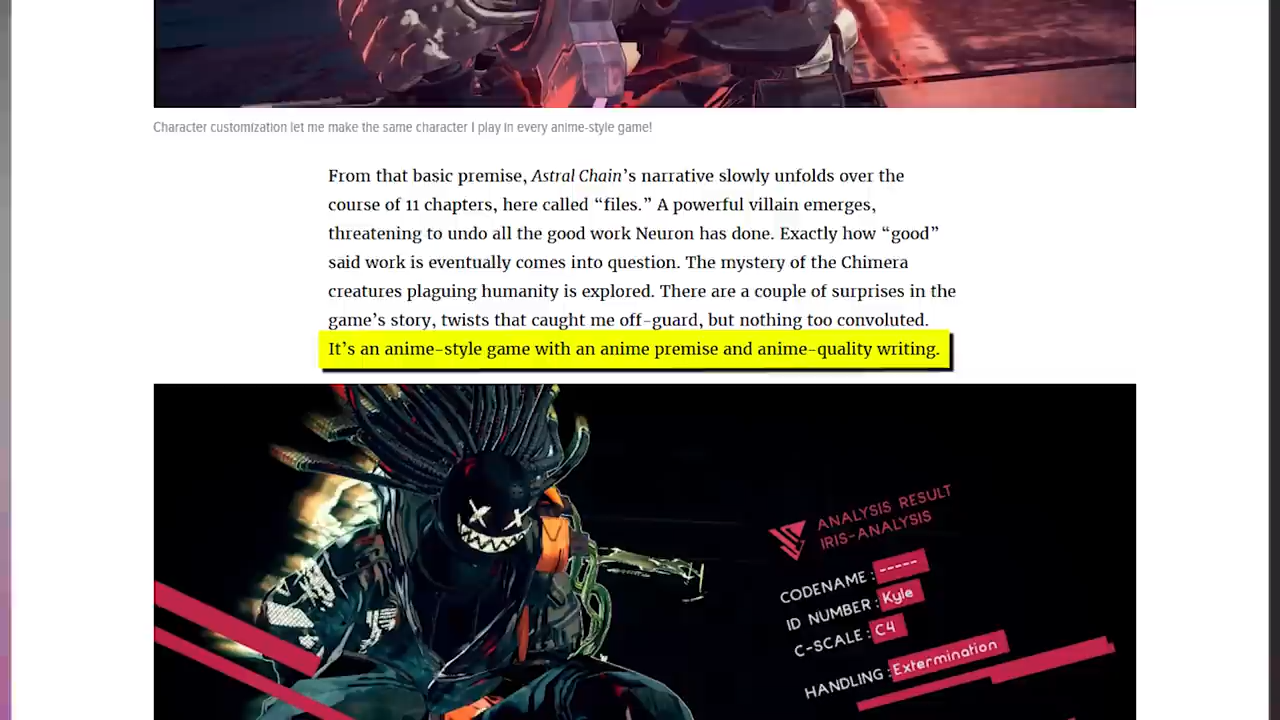 Character customization let me make the same character I play in every anime-style game!
From that basic premise, Astral Chain’s narrative slowly unfolds over the
course of 11 chapters, here called “files.” A powerful villain emerges,
threatening to undo all the good work Neuron has done. Exactly how “good”
said work is eventually comes into question. The mystery of the Chimera
creatures plaguing humanity is explored. There are a couple of surprises in the
game’s story, twists that caught me off-guard, but nothing too convoluted.
It’s an anime-style game with an anime premise and anime-quality writing.
ANALYSIS RESULT
IRIS-ANALYSIS
CODENAME : -----
ID NUMBER : Kyle
C-SCALE : C4
HANDLING : Extermination